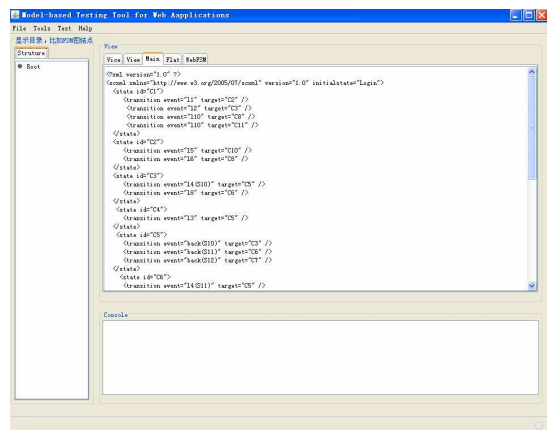 Model-based Testing Tool for Web Aapplications
File Tools Test Help
显示目录，比如PSM图结点
Struture
Root
View
Vice View Main Flat WebPSM
<?xml version="1.0" ?>
<scxml xmlns="http://www.w3.org/2005/07/scxml" version="1.0" initialstate="Login">
<state id="C1">
<transition event="l1" target="C2" />
<transition event="l2" target="C3" />
<transition event="l10" target="C8" />
<transition event="l10" target="C11" />
</state>
<state id="C2">
<transition event="l5" target="C10" />
<transition event="l6" target="C8" />
</state>
<state id="C3">
<transition event="l4(S10)" target="C5" />
<transition event="l8" target="C6" />
</state>
<state id="C4">
<transition event="l3" target="C5" />
</state>
<state id="C5">
<transition event="back(S10)" target="C3" />
<transition event="back(S11)" target="C6" />
<transition event="back(S12)" target="C7" />
</state>
<state id="C6">
<transition event="l4(S11)" target="C5" />
Console